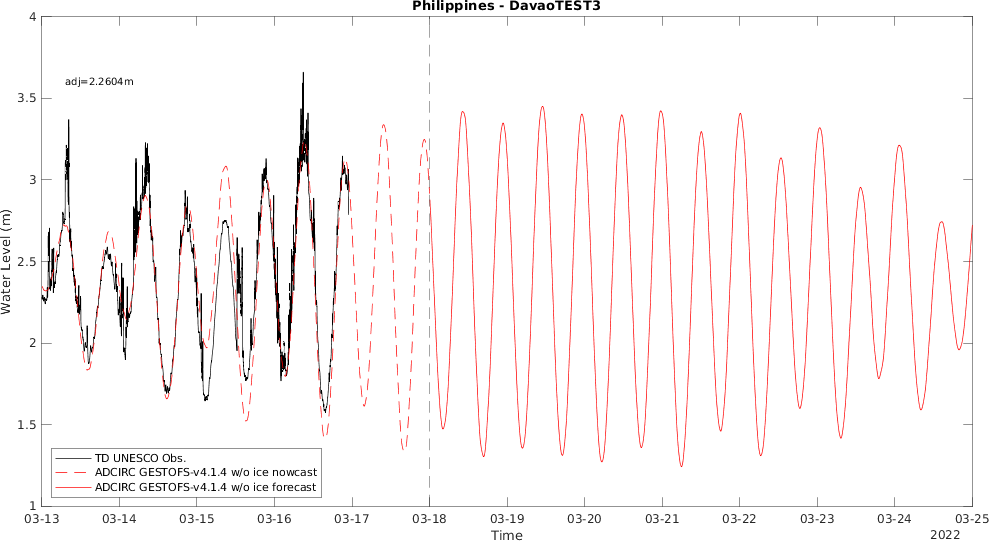 Philippines - DavaoTEST3
4
3.5
3
2.5
2
1.5
1
Water Level (m)
adj=2.2604m
TD UNESCO Obs.
ADCIRC GESTOFS-v4.1.4 w/o ice nowcast
ADCIRC GESTOFS-v4.1.4 w/o ice forecast
03-13 03-14 03-15 03-16 03-17 03-18 03-19 03-20 03-21 03-22 03-23 03-24 03-25
Time
2022